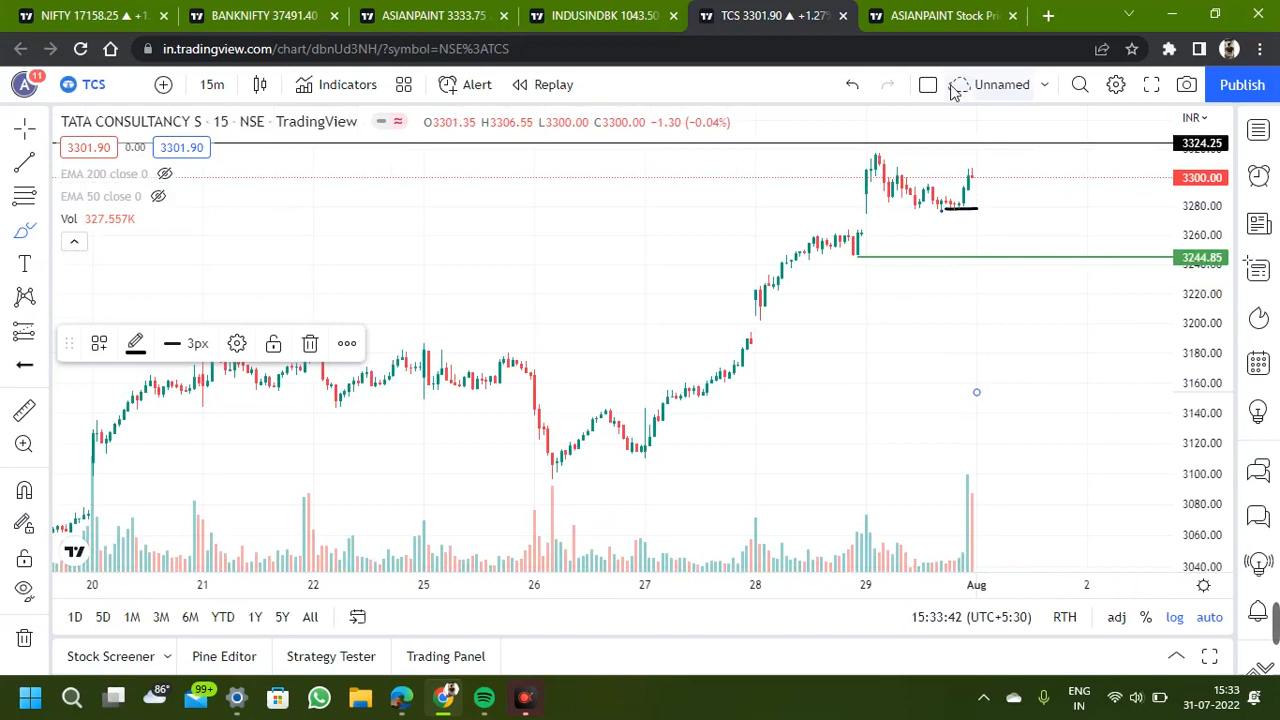 NIFTY 17158.25 ▲ +1. BANKNIFTY 37491.40 ASIANPAINT 3333.75 INDUSINDBK 1043.50 TCS 3301.90 ▲ +1.27% ASIANPAINT Stock Pri
in.tradingview.com/chart/dbnUd3NH/?symbol=NSE%3ATCS
A 11 TCS 15m Indicators Alert Replay Unnamed Publish
TATA CONSULTANCY S · 15 · NSE · TradingView O3301.35 H3306.55 L3300.00 C3300.00 −1.30 (−0.04%) INR
3301.90 0.00 3301.90
EMA 200 close 0
EMA 50 close 0
Vol 327.557K
3324.25
3300.00
3280.00
3260.00
3244.85
3220.00
3200.00
3180.00
3160.00
3140.00
3120.00
3100.00
3080.00
3060.00
3040.00
3px
20 21 22 25 26 27 28 29 Aug 2
1D 5D 1M 3M 6M YTD 1Y 5Y All 15:33:42 (UTC+5:30) RTH adj % log auto
Stock Screener Pine Editor Strategy Tester Trading Panel
86° 99+ ENG IN 15:33 31-07-2022